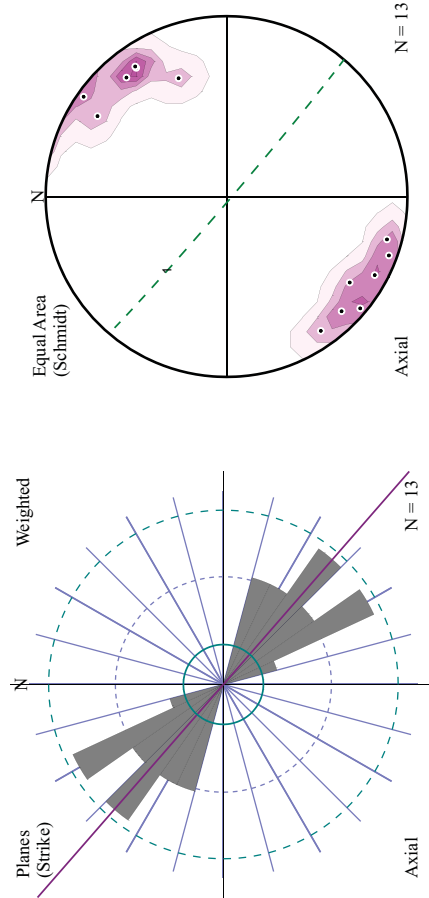 Planes
(Strike)
N
Weighted
Axial
N = 13
Equal Area
(Schmidt)
N
Axial
N = 13